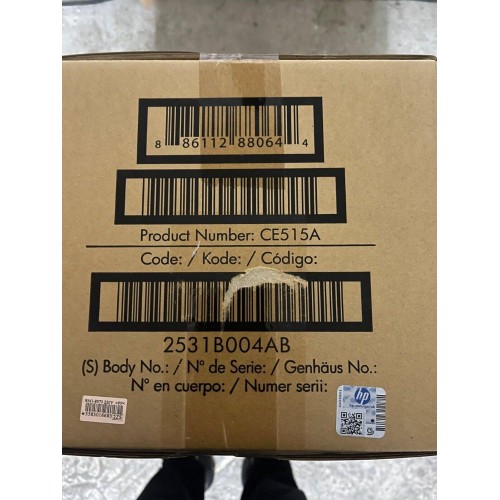 8 86112 88064 4
Product Number: CE515A
Code: / Kode: / Código:
2531B004AB
(S) Body No.: / Nº de Serie: / Genhäus No.:
Nº en cuerpo: / Numer serii:
hp